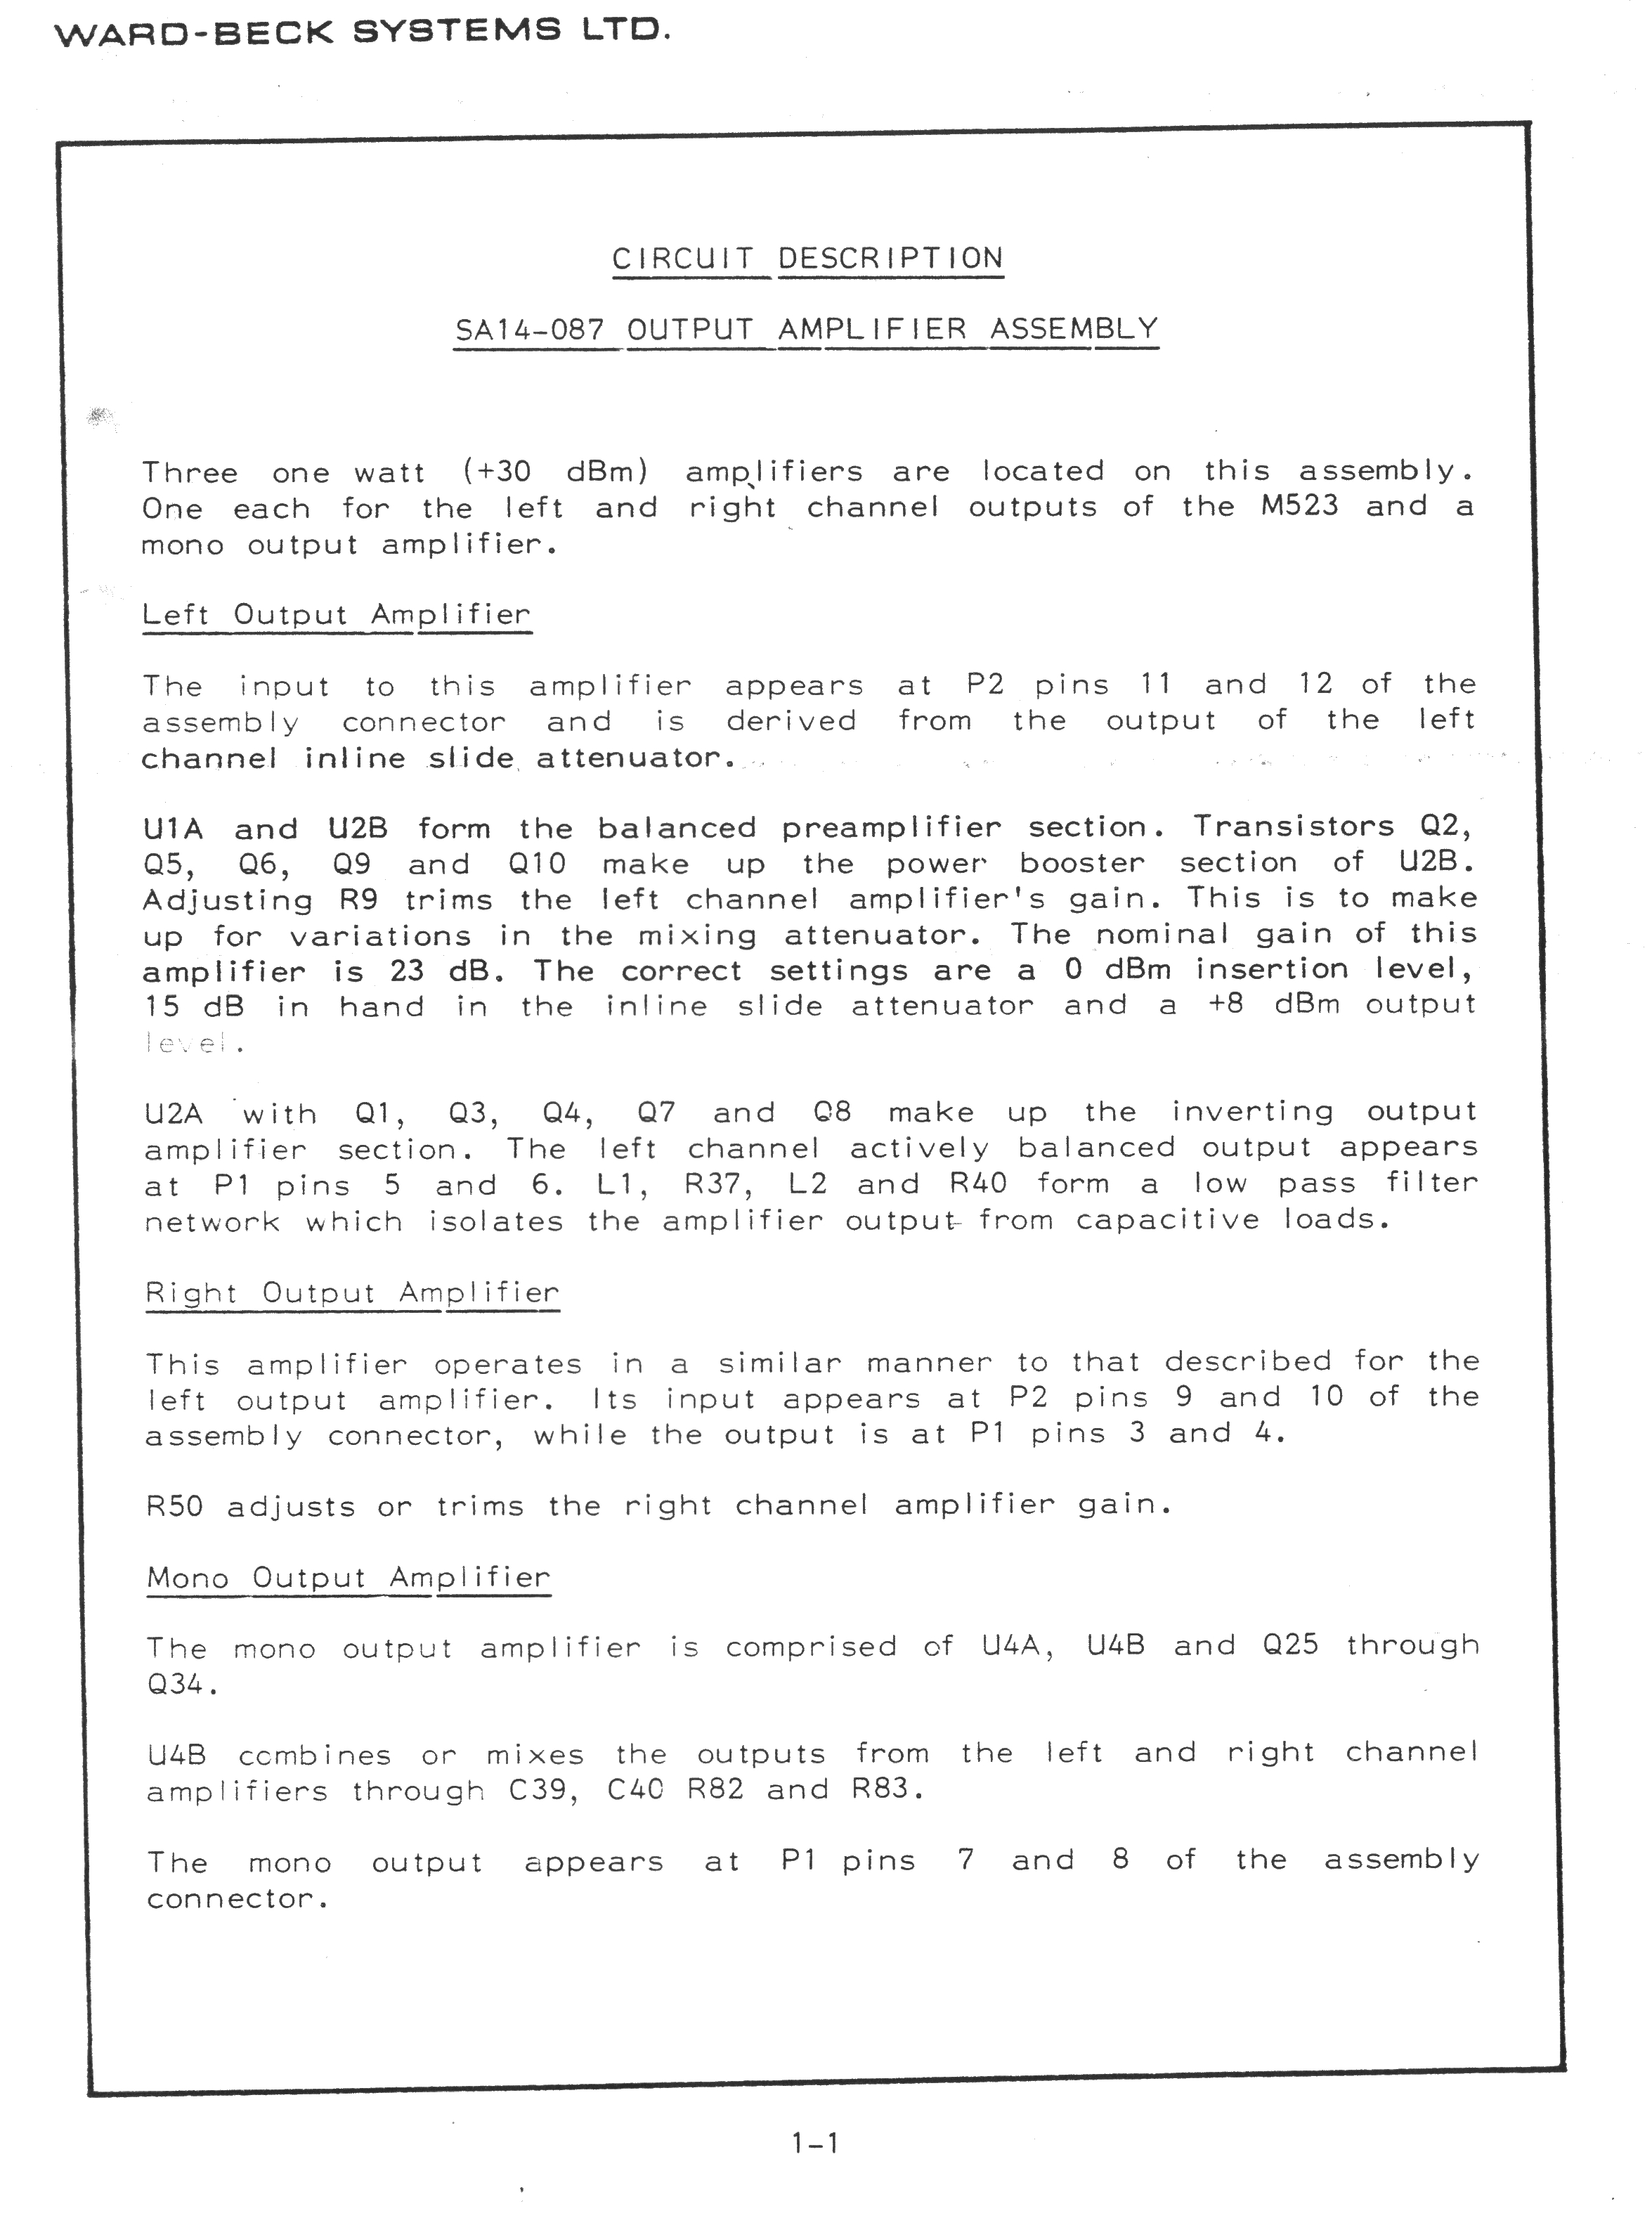 WARD-BECK SYSTEMS LTD.
CIRCUIT DESCRIPTION
SA14-087 OUTPUT AMPLIFIER ASSEMBLY
Three one watt (+30 dBm) amplifiers are located on this assembly.
One each for the left and right channel outputs of the M523 and a
mono output amplifier.
Left Output Amplifier
The input to this amplifier appears at P2 pins 11 and 12 of the
assembly connector and is derived from the output of the left
channel inline slide attenuator.
U1A and U2B form the balanced preamplifier section. Transistors Q2,
Q5, Q6, Q9 and Q10 make up the power booster section of U2B.
Adjusting R9 trims the left channel amplifier's gain. This is to make
up for variations in the mixing attenuator. The nominal gain of this
amplifier is 23 dB. The correct settings are a 0 dBm insertion level,
15 dB in hand in the inline slide attenuator and a +8 dBm output
level.
U2A with Q1, Q3, Q4, Q7 and Q8 make up the inverting output
amplifier section. The left channel actively balanced output appears
at P1 pins 5 and 6. L1, R37, L2 and R40 form a low pass filter
network which isolates the amplifier output from capacitive loads.
Right Output Amplifier
This amplifier operates in a similar manner to that described for the
left output amplifier. Its input appears at P2 pins 9 and 10 of the
assembly connector, while the output is at P1 pins 3 and 4.
R50 adjusts or trims the right channel amplifier gain.
Mono Output Amplifier
The mono output amplifier is comprised of U4A, U4B and Q25 through
Q34.
U4B combines or mixes the outputs from the left and right channel
amplifiers through C39, C40 R82 and R83.
The mono output appears at P1 pins 7 and 8 of the assembly
connector.
1-1